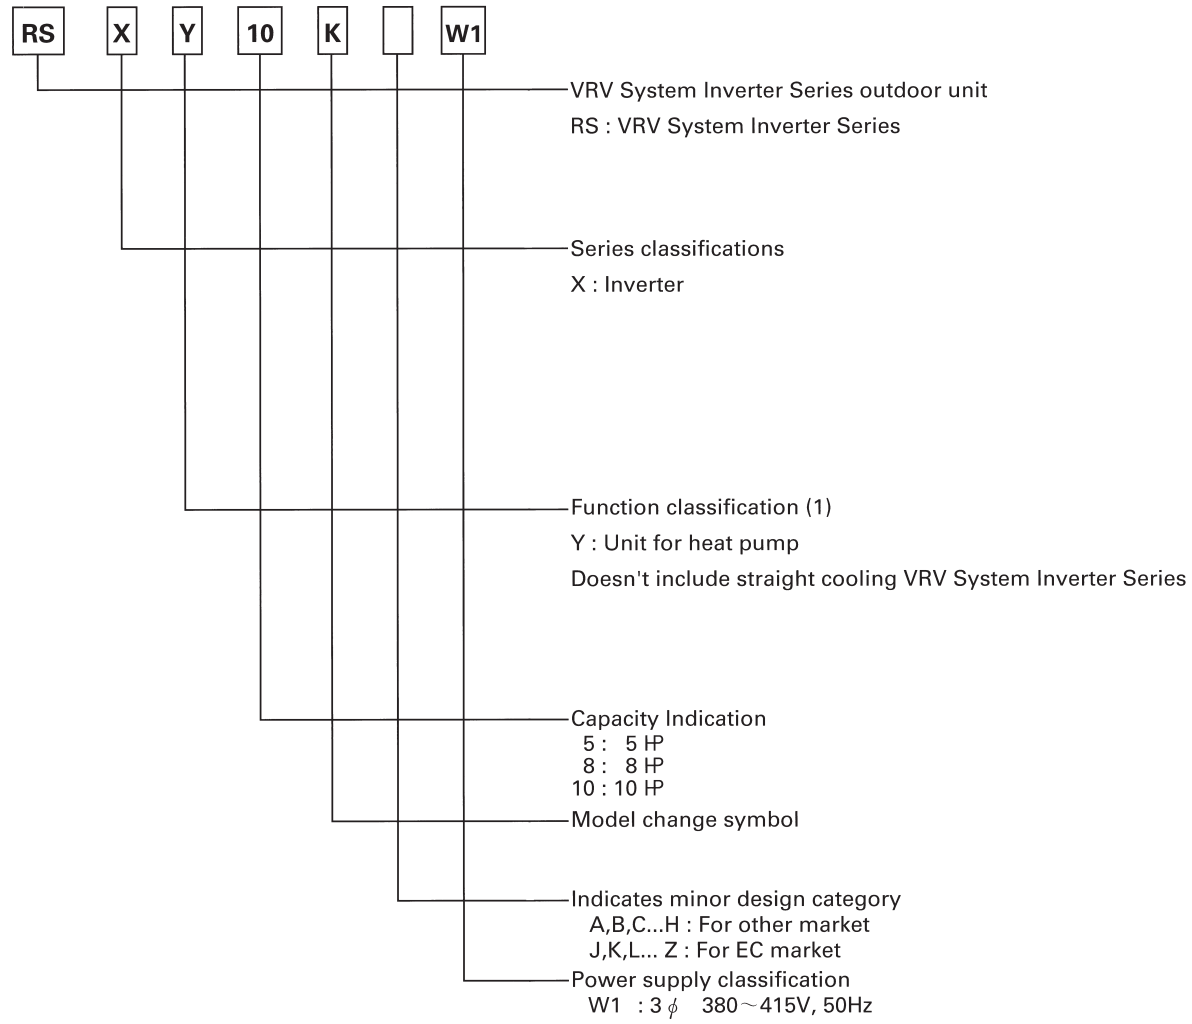 RS X Y 10 K W1
VRV System Inverter Series outdoor unit
RS : VRV System Inverter Series
Series classifications
X : Inverter
Function classification (1)
Y : Unit for heat pump
Doesn't include straight cooling VRV System Inverter Series
Capacity Indication
5 : 5 HP
8 : 8 HP
10 : 10 HP
Model change symbol
Indicates minor design category
A,B,C...H : For other market
J,K,L... Z : For EC market
Power supply classification
W1 : 3 ϕ 380～415V, 50Hz